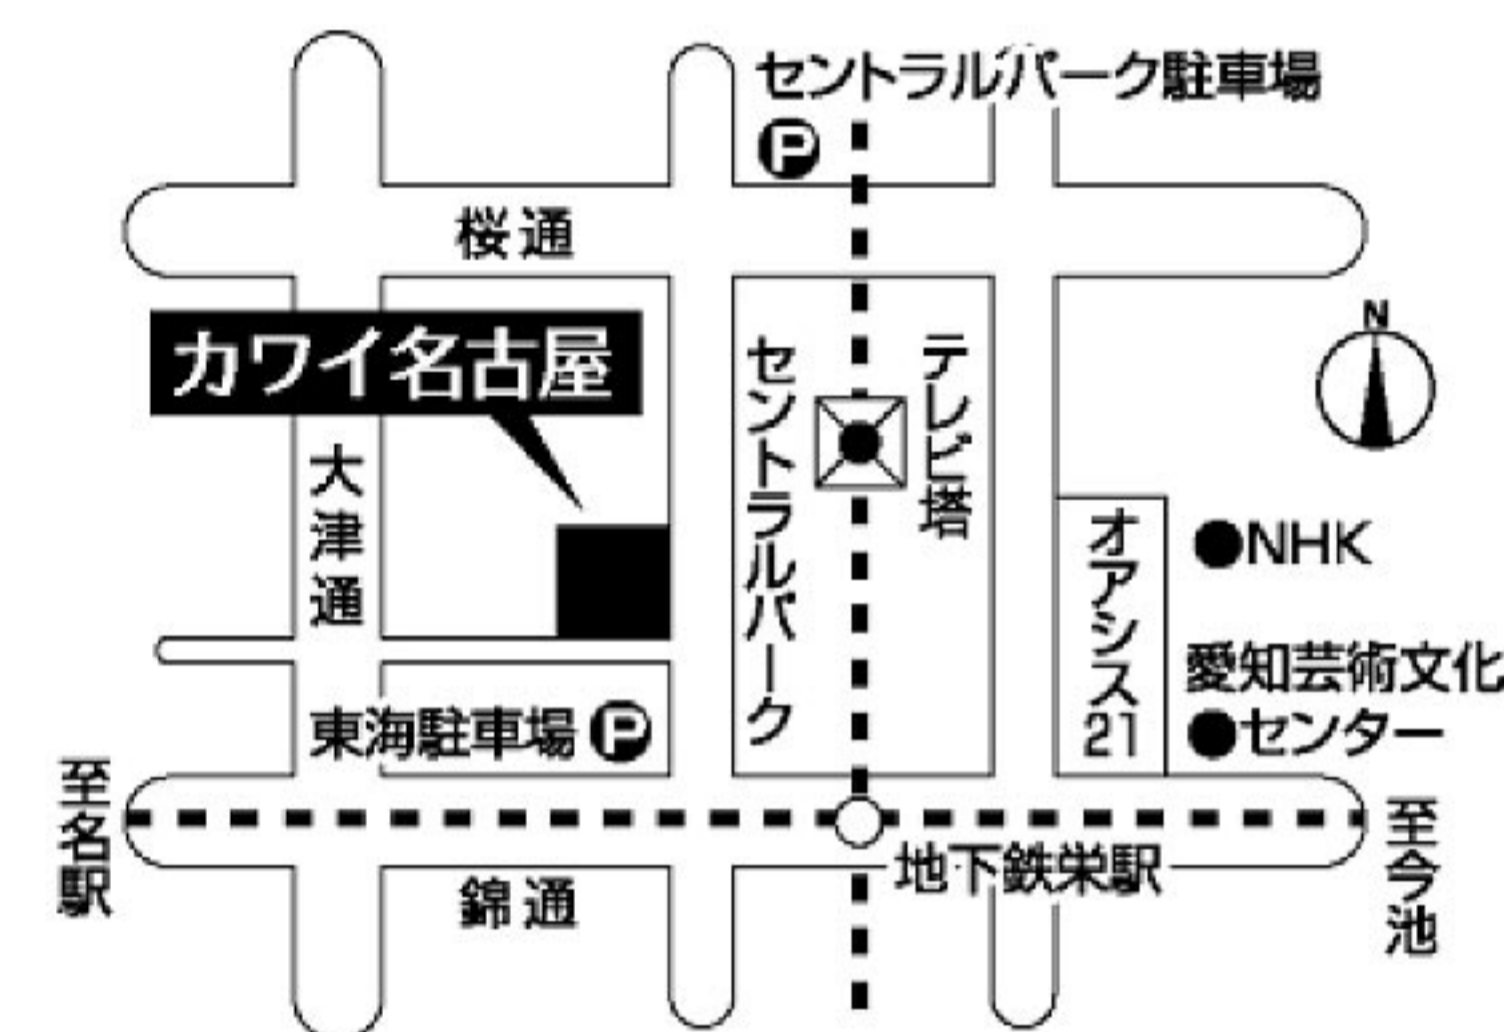 セントラルパーク駐車場
P
桜通
N
カワイ名古屋
セントラルパーク
テレビ塔
大津通
オアシス21
NHK
愛知芸術文化
センター
東海駐車場 P
至名駅
至今池
地下鉄栄駅
錦通